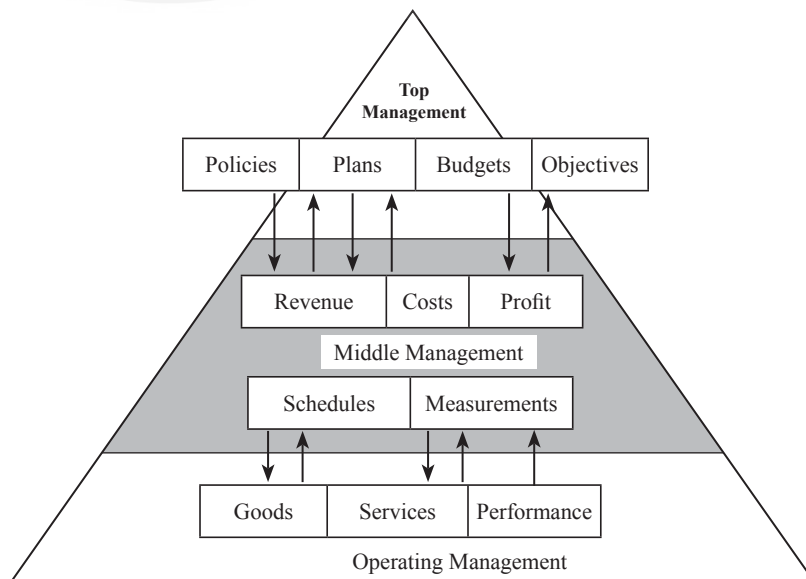 Top
Management
Policies Plans Budgets Objectives
Revenue Costs Profit
Middle Management
Schedules Measurements
Goods Services Performance
Operating Management